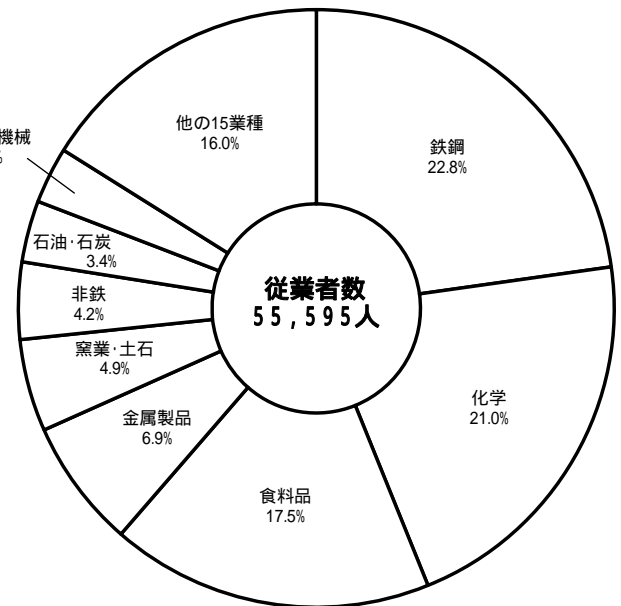 他の15業種
16.0%
鉄鋼
22.8%
機械
%
石油･石炭
3.4%
非鉄
4.2%
窯業･土石
4.9%
金属製品
6.9%
食料品
17.5%
化学
21.0%
従業者数
55,595人